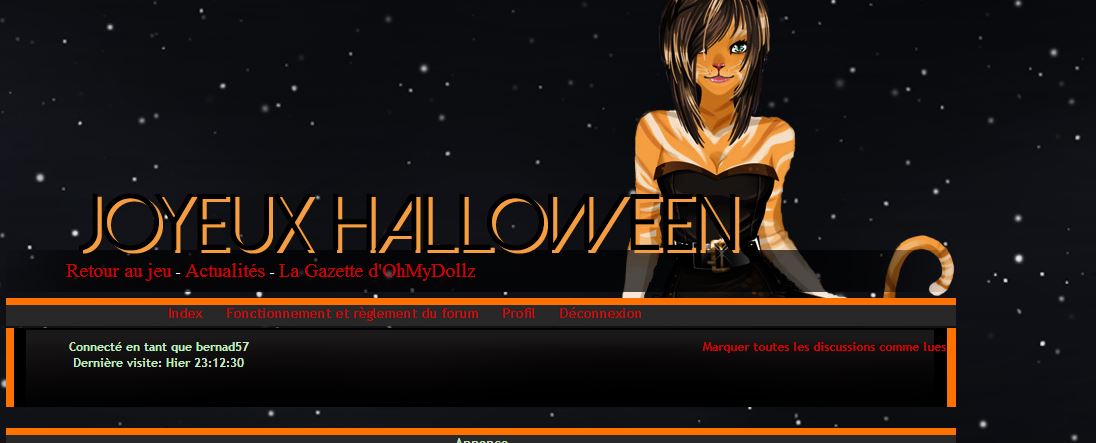 JOYEUX HALLOWEEN
Retour au jeu - Actualités - La Gazette d'OhMyDollz
Index Fonctionnement et règlement du forum Profil Déconnexion
Connecté en tant que bernad57 Marquer toutes les discussions comme lues
Dernière visite: Hier 23:12:30
Annonce